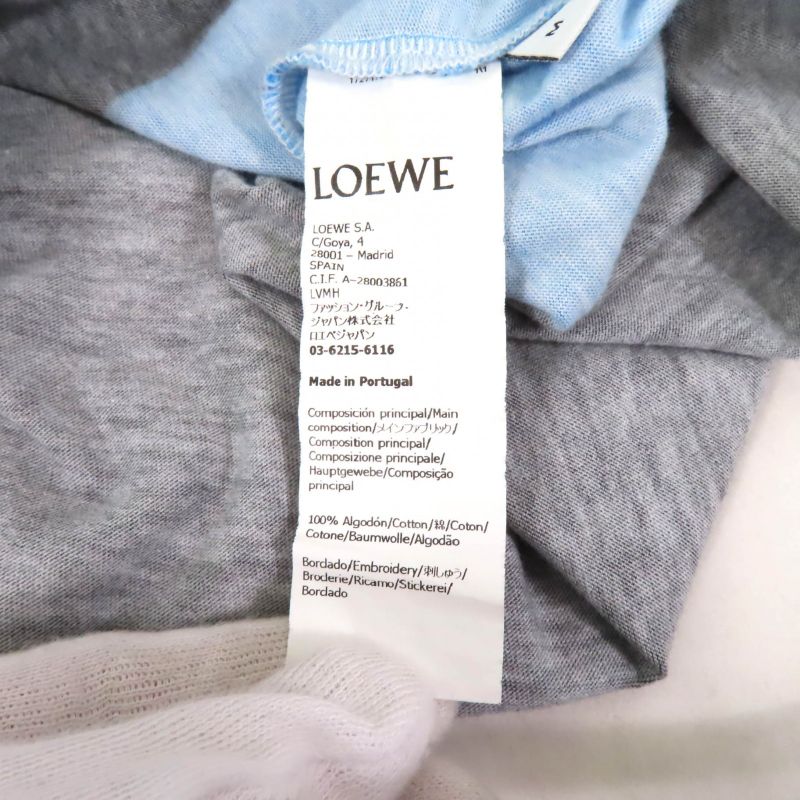 LOEWE
LOEWE S.A.
C/Goya, 4
28001 – Madrid
SPAIN
C.I.F. A-28003861
LVMH
ファッション・グループ・
ジャパン株式会社
ロエベジャパン
03-6215-6116
Made in Portugal
Composición principal/Main
composition/メインファブリック/
Composition principal/
Composizione principale/
Hauptgewebe/Composição
principal
100% Algodón/Cotton/綿/Coton/
Cotone/Baumwolle/Algodão
Bordado/Embroidery/刺しゅう/
Broderie/Ricamo/Stickerei/
Bordado